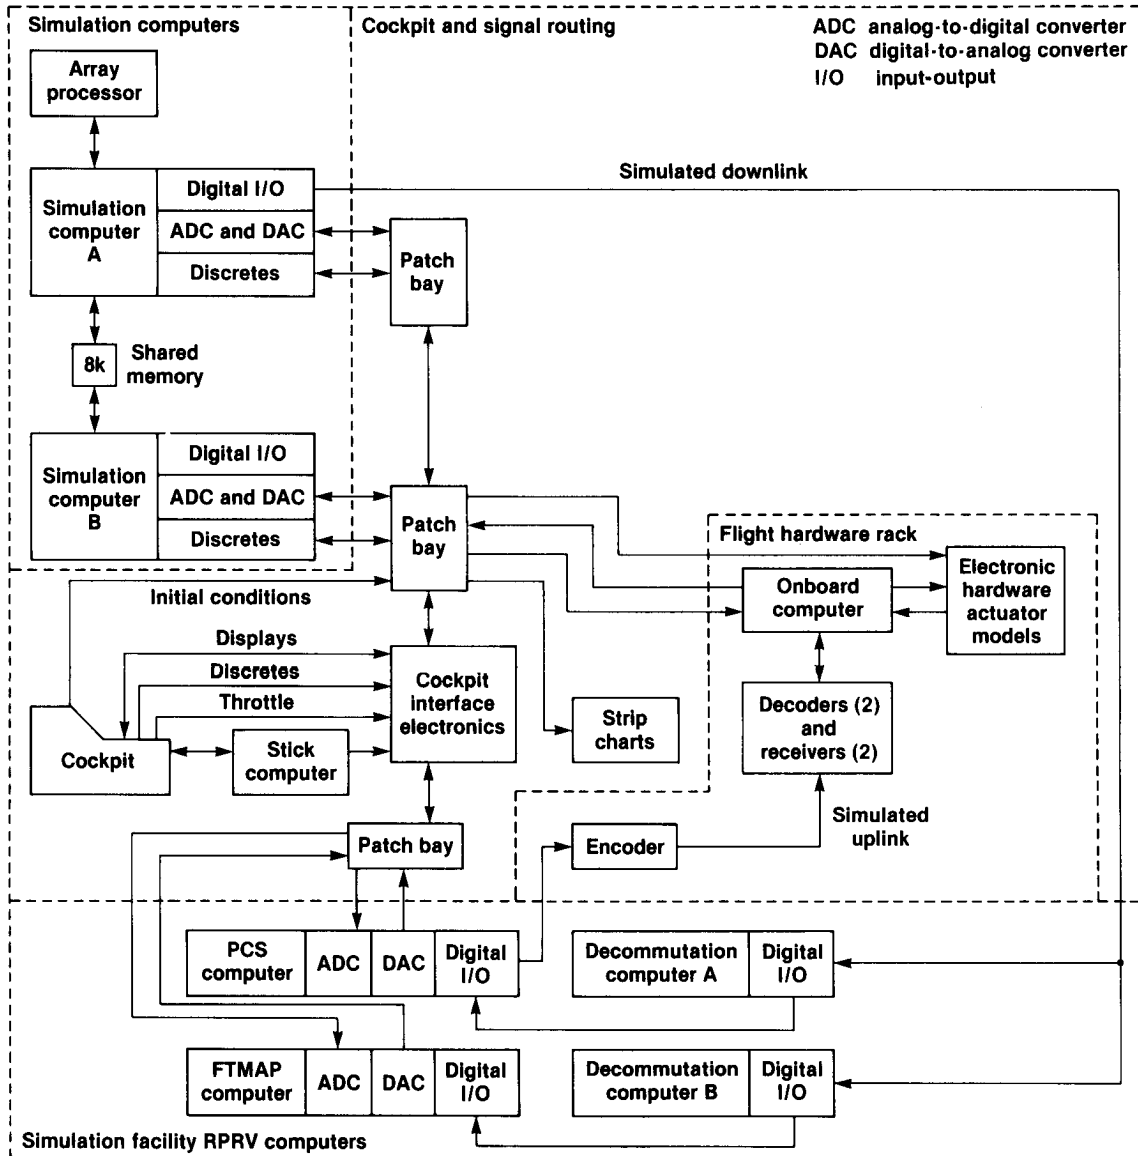 Simulation computers
Cockpit and signal routing
ADC analog-to-digital converter
DAC digital-to-analog converter
I/O input-output
Array
processor
Simulation
computer
A
Digital I/O
ADC and DAC
Discretes
Simulated downlink
Patch
bay
8k
Shared
memory
Simulation
computer
B
Digital I/O
ADC and DAC
Discretes
Patch
bay
Flight hardware rack
Onboard
computer
Electronic
hardware
actuator
models
Initial conditions
Displays
Discretes
Throttle
Cockpit
Stick
computer
Cockpit
interface
electronics
Strip
charts
Decoders (2)
and
receivers (2)
Simulated
uplink
Patch bay
Encoder
PCS
computer
ADC
DAC
Digital
I/O
Decommutation
computer A
Digital
I/O
FTMAP
computer
ADC
DAC
Digital
I/O
Decommutation
computer B
Digital
I/O
Simulation facility RPRV computers